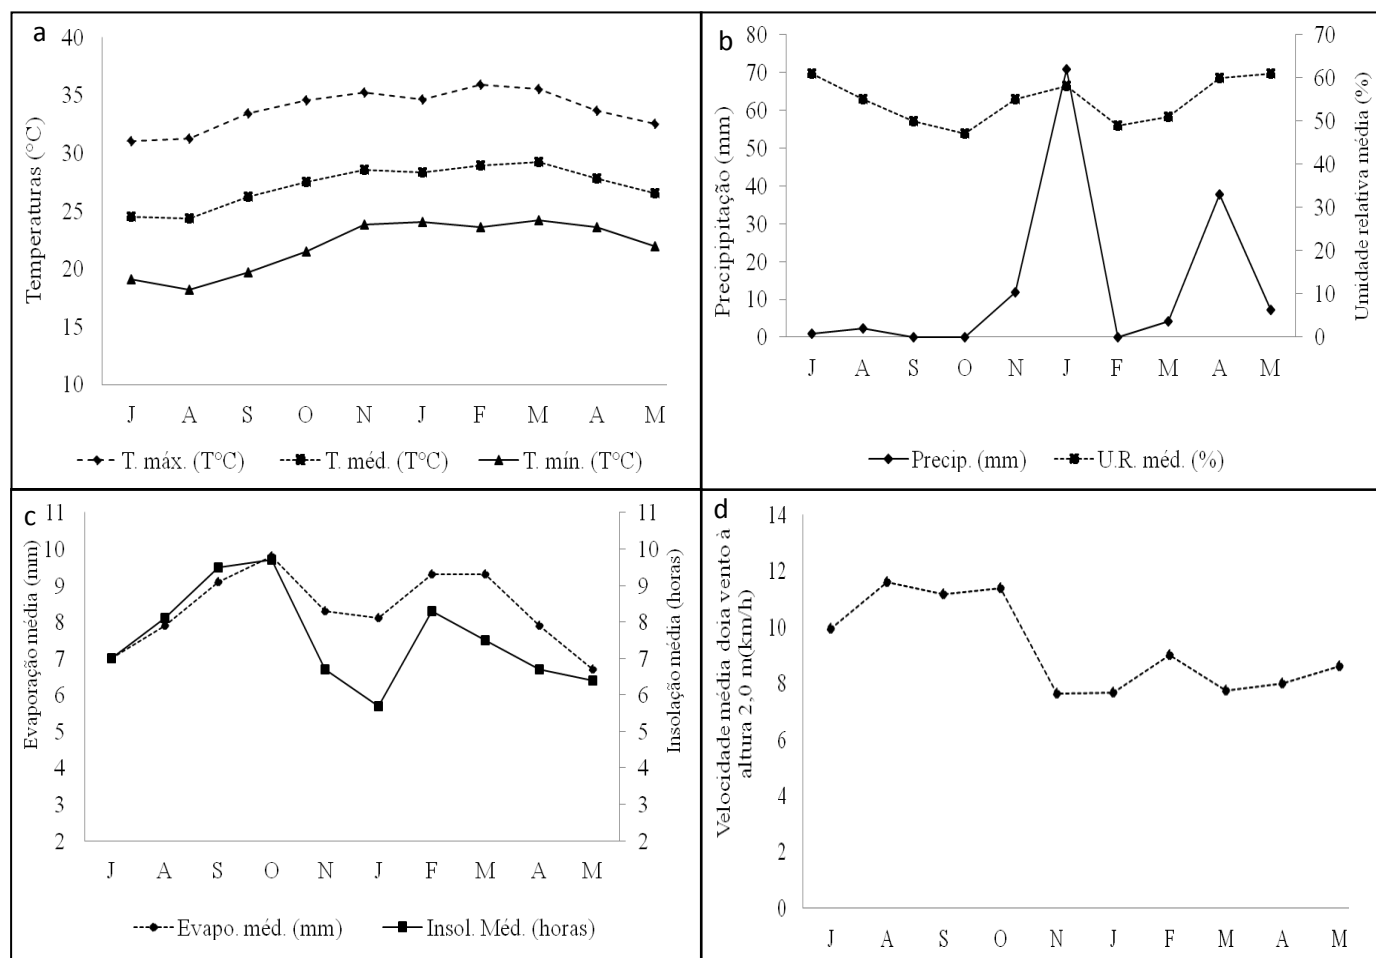 a
40
35
30
25
20
15
10
Temperaturas (°C)
J A S O N J F M A M
T. máx. (T°C) T. méd. (T°C) T. mín. (T°C)
b
80
70
60
50
40
30
20
10
0
Precipipitação (mm)
70
60
50
40
30
20
10
0
Umidade relativa média (%)
J A S O N J F M A M
Precip. (mm) U.R. méd. (%)
c
11
10
9
8
7
6
5
4
3
2
Evaporação média (mm)
11
10
9
8
7
6
5
4
3
2
Insolação média (horas)
J A S O N J F M A M
Evapo. méd. (mm) Insol. Méd. (horas)
d
14
12
10
8
6
4
2
0
Velocidade média doia vento à
altura 2,0 m(km/h)
J A S O N J F M A M